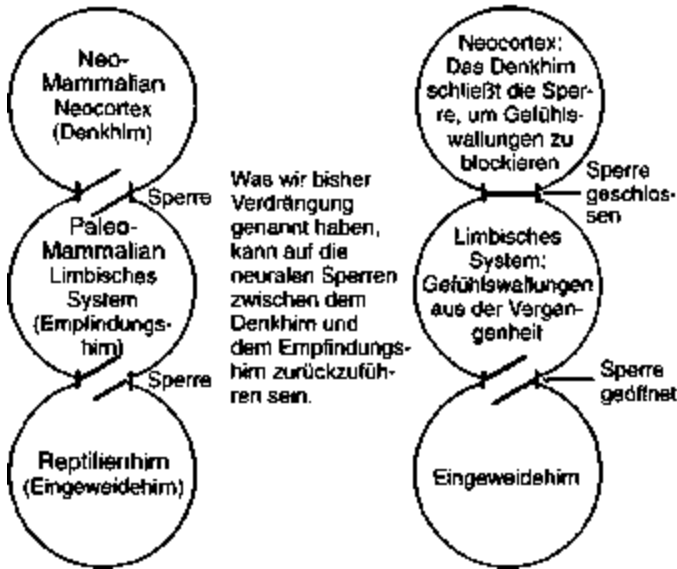 Neo-
Mammalian
Neocortex
(Denkhirn)
Sperre
Paleo-
Mammalian
Limbisches
System
(Empfindungs-
hirn)
Sperre
Reptilienhirn
(Eingeweidehirn)
Was wir bisher
Verdrängung
genannt haben,
kann auf die
neuralen Sperren
zwischen dem
Denkhirn und
dem Empfindungs-
hirn zurückzufüh-
ren sein.
Neocortex:
Das Denkhirn
schließt die Sper-
re, um Gefühls-
wallungen zu
blockieren
Sperre
geschlos-
sen
Limbisches
System:
Gefühlswallungen
aus der Vergan-
genheit
Sperre
geöffnet
Eingeweidehirn